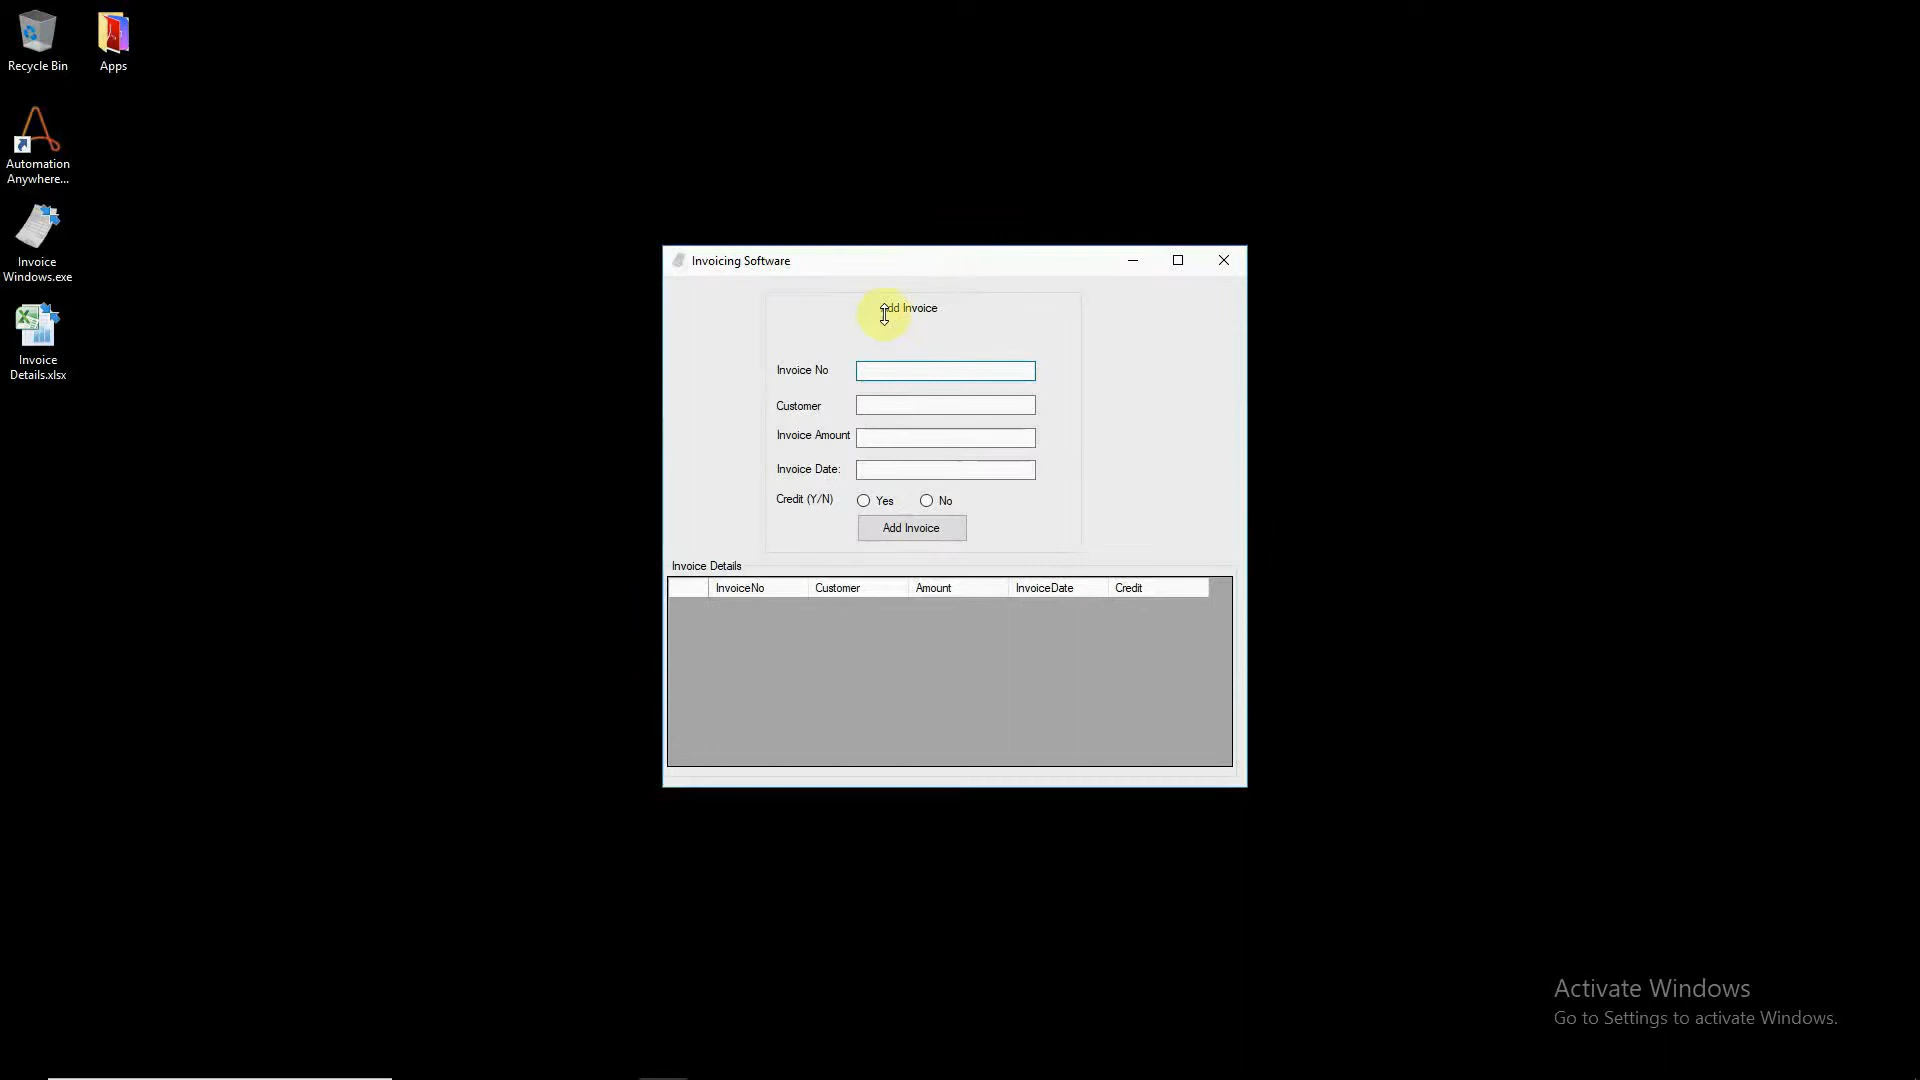 Recycle Bin
Apps
Automation
Anywhere...
Invoice
Windows.exe
Invoice
Details.xlsx
Invoicing Software
Add Invoice
Invoice No
Customer
Invoice Amount
Invoice Date:
Credit (Y/N)
Yes
No
Add Invoice
Invoice Details
InvoiceNo Customer Amount InvoiceDate Credit
Activate Windows
Go to Settings to activate Windows.